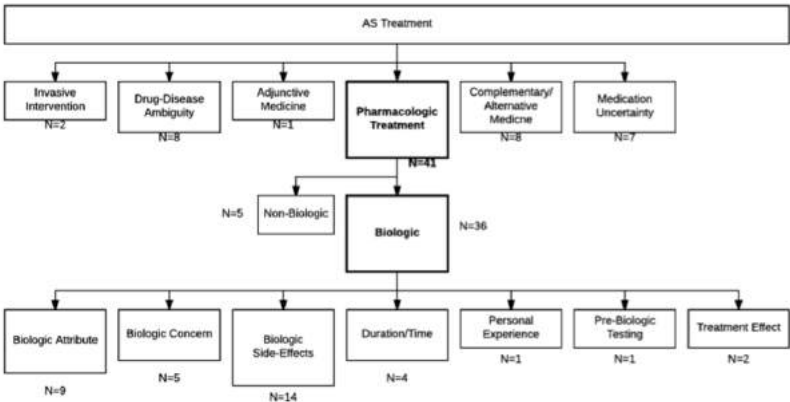 AS Treatment
Invasive
Intervention
N=2
Drug-Disease
Ambiguity
N=8
Adjunctive
Medicine
N=1
Pharmacologic
Treatment
N=41
Complementary/
Alternative
Medicne
N=8
Medication
Uncertainty
N=7
N=5
Non-Biologic
Biologic
N=36
Biologic Attribute
N=9
Biologic Concern
N=5
Biologic
Side-Effects
N=14
Duration/Time
N=4
Personal
Experience
N=1
Pre-Biologic
Testing
N=1
Treatment Effect
N=2